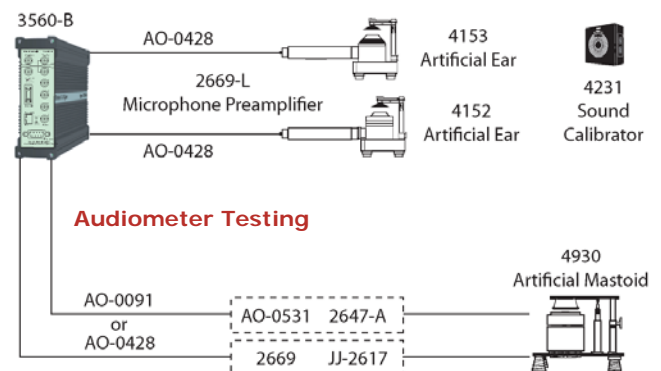 3560-B
AO-0428
4153
Artificial Ear
2669-L
Microphone Preamplifier
4231
Sound
Calibrator
4152
Artificial Ear
AO-0428
Audiometer Testing
4930
Artificial Mastoid
AO-0091
or
AO-0428
AO-0531 2647-A
2669 JJ-2617